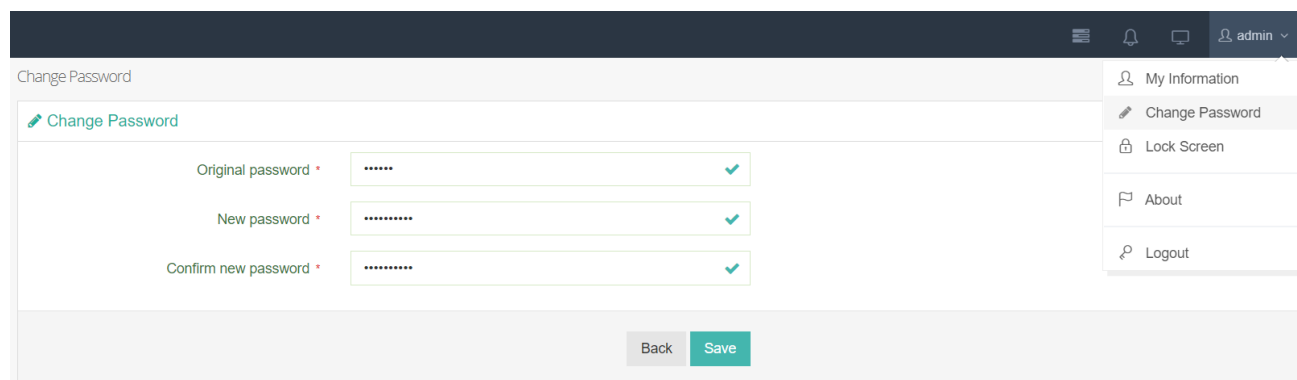 admin
Change Password
My Information
Change Password
Change Password
Lock Screen
Original password * ••••••
About
New password * ••••••••••
Logout
Confirm new password * ••••••••••
Back Save